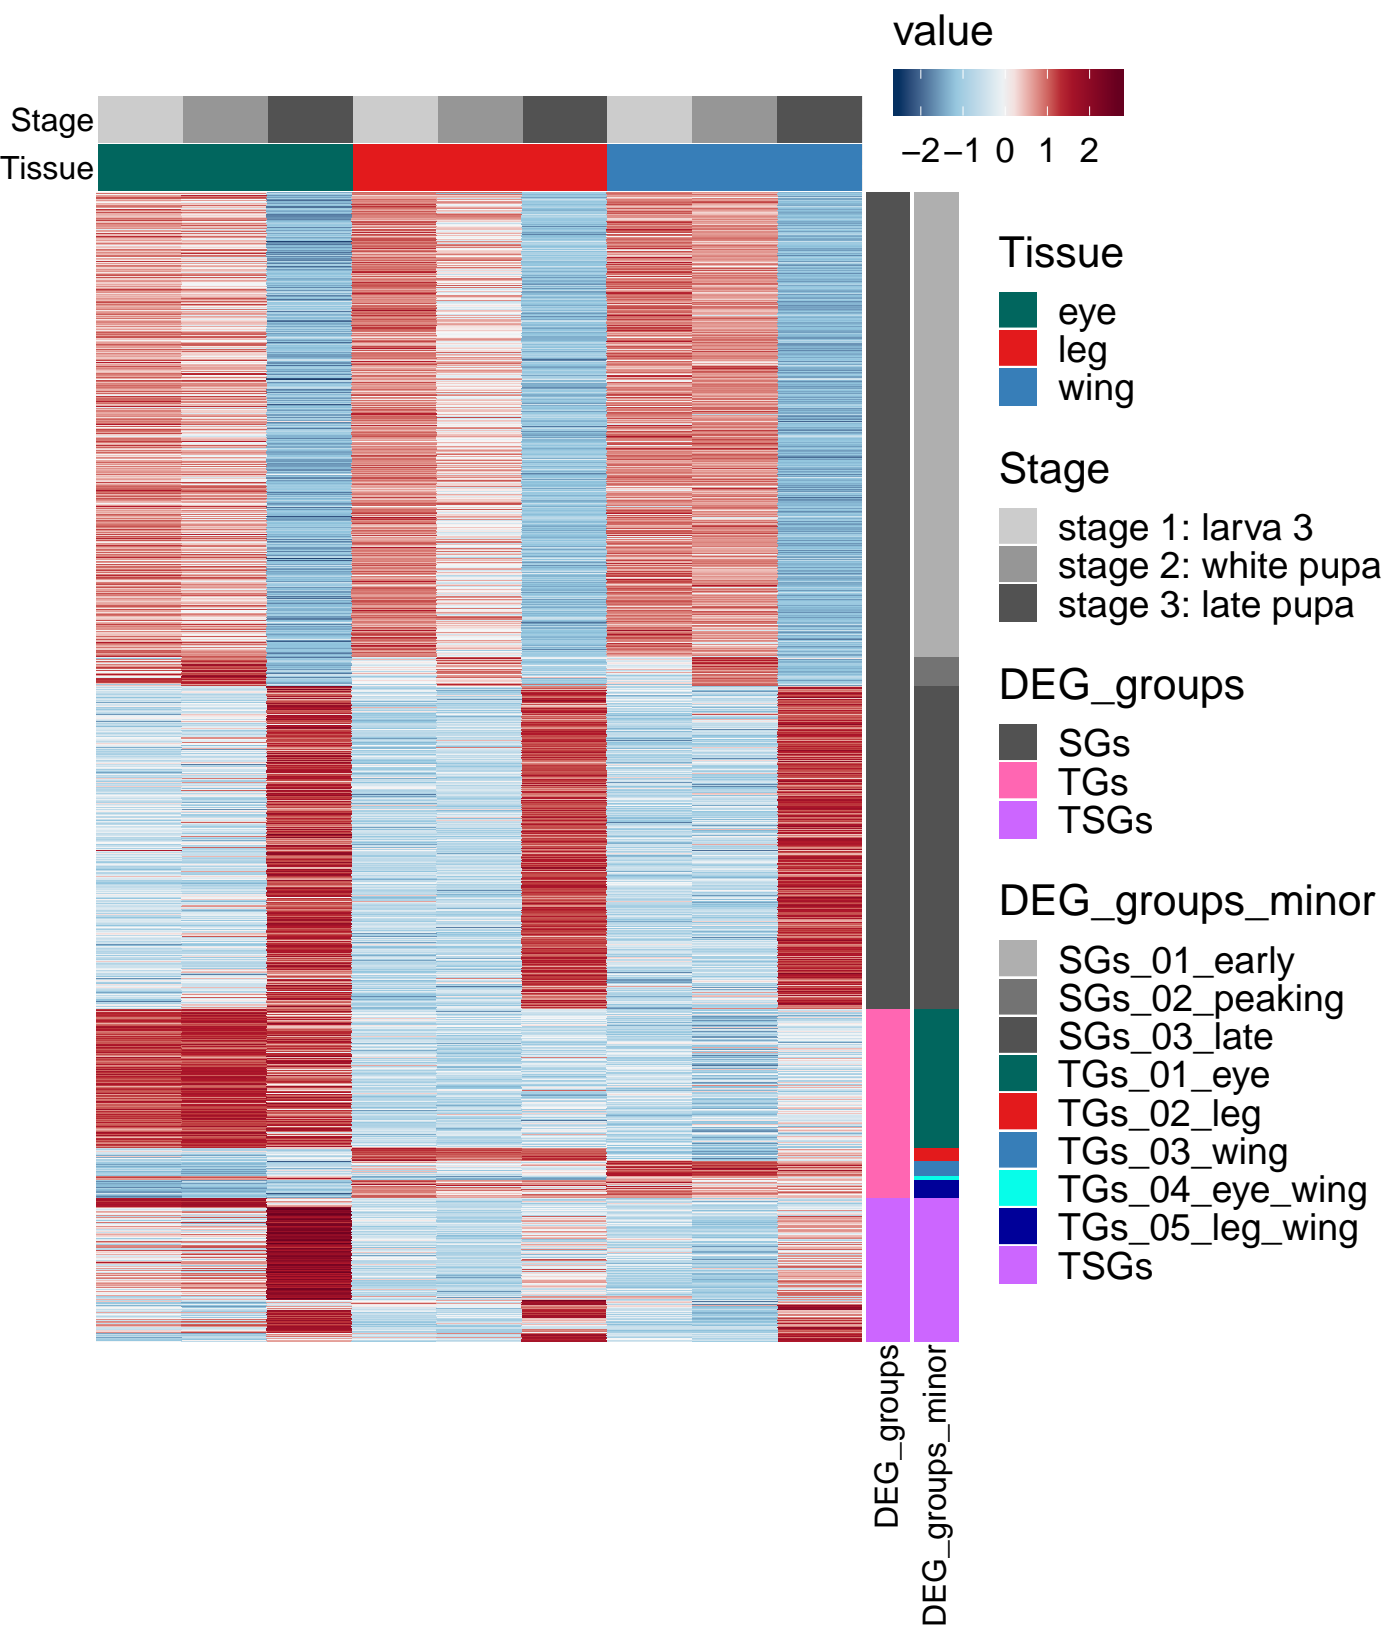 value
−2 −1 0 1 2
Stage
Tissue
Tissue
eye
leg
wing
Stage
stage 1: larva 3
stage 2: white pupa
stage 3: late pupa
DEG_groups
SGs
TGs
TSGs
DEG_groups_minor
SGs_01_early
SGs_02_peaking
SGs_03_late
TGs_01_eye
TGs_02_leg
TGs_03_wing
TGs_04_eye_wing
TGs_05_leg_wing
TSGs
DEG_groups
DEG_groups_minor